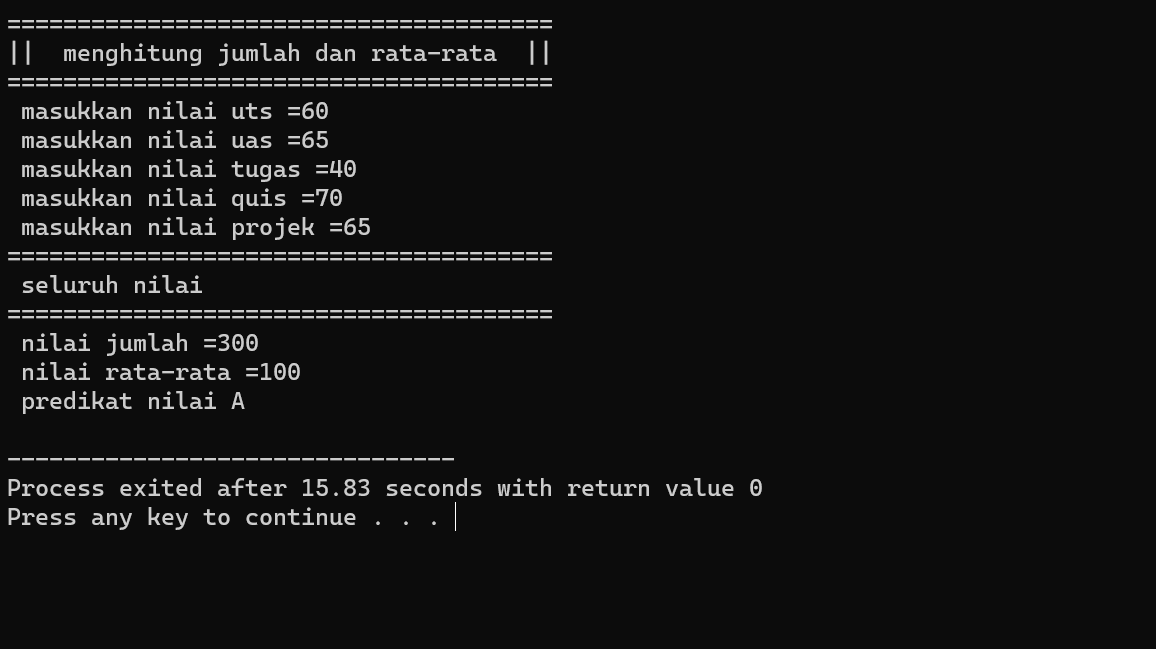 =======================================
||  menghitung jumlah dan rata-rata  ||
=======================================
 masukkan nilai uts =60
 masukkan nilai uas =65
 masukkan nilai tugas =40
 masukkan nilai quis =70
 masukkan nilai projek =65
=======================================
 seluruh nilai
=======================================
 nilai jumlah =300
 nilai rata-rata =100
 predikat nilai A
--------------------------------
Process exited after 15.83 seconds with return value 0
Press any key to continue . . .